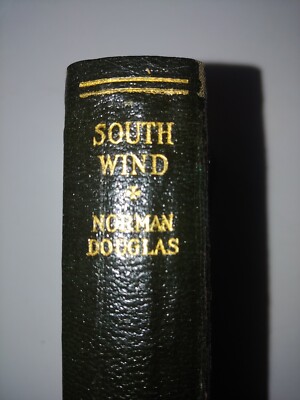 SOUTH
WIND
*
NORMAN
DOUGLAS